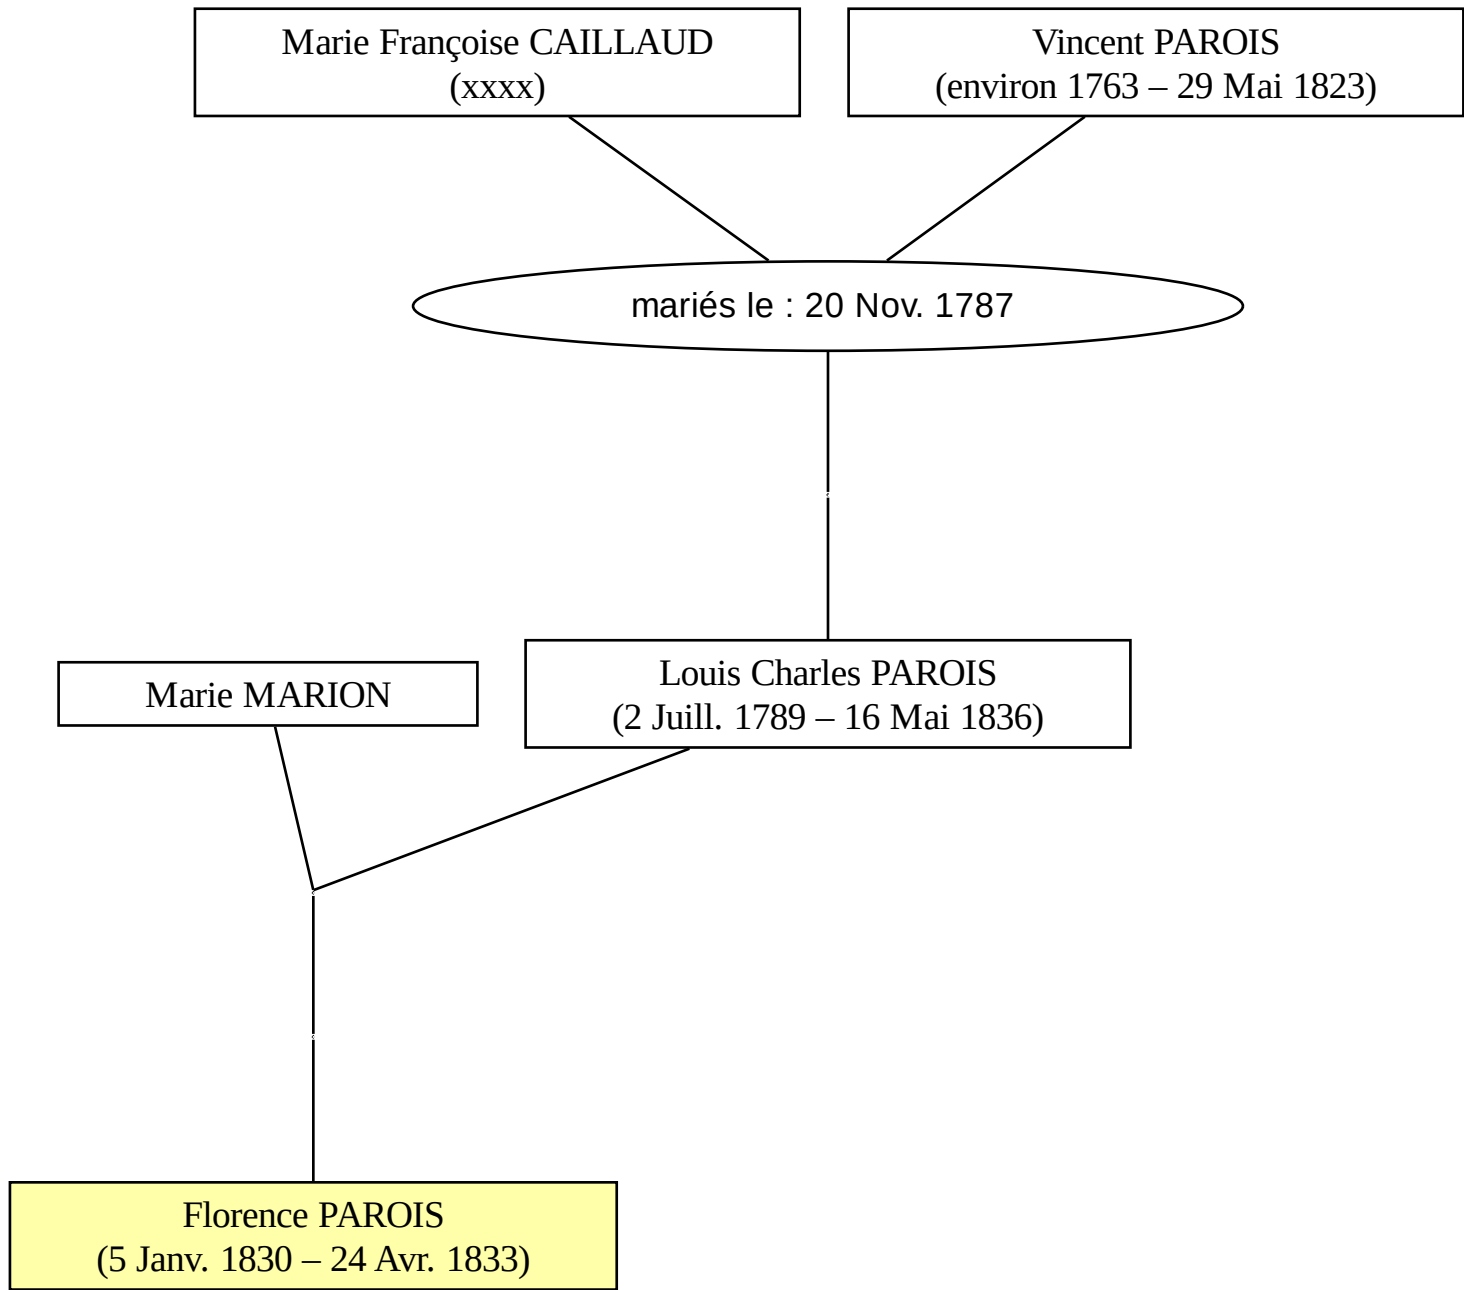 Marie Françoise CAILLAUD
(xxxx)
Vincent PAROIS
(environ 1763 – 29 Mai 1823)
mariés le : 20 Nov. 1787
Marie MARION
Louis Charles PAROIS
(2 Juill. 1789 – 16 Mai 1836)
Florence PAROIS
(5 Janv. 1830 – 24 Avr. 1833)